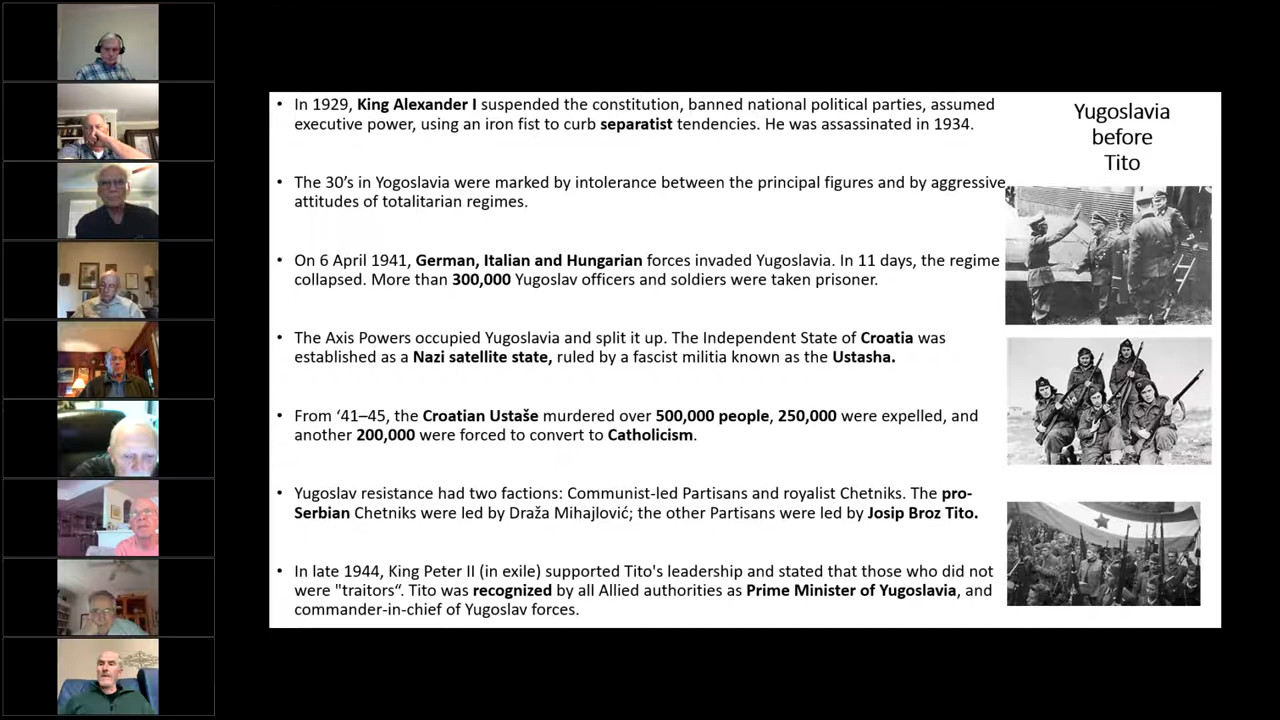 Yugoslavia
before
Tito
• In 1929, King Alexander I suspended the constitution, banned national political parties, assumed
executive power, using an iron fist to curb separatist tendencies. He was assassinated in 1934.
• The 30’s in Yogoslavia were marked by intolerance between the principal figures and by aggressive
attitudes of totalitarian regimes.
• On 6 April 1941, German, Italian and Hungarian forces invaded Yugoslavia. In 11 days, the regime
collapsed. More than 300,000 Yugoslav officers and soldiers were taken prisoner.
• The Axis Powers occupied Yugoslavia and split it up. The Independent State of Croatia was
established as a Nazi satellite state, ruled by a fascist militia known as the Ustasha.
• From ‘41–45, the Croatian Ustaše murdered over 500,000 people, 250,000 were expelled, and
another 200,000 were forced to convert to Catholicism.
• Yugoslav resistance had two factions: Communist-led Partisans and royalist Chetniks. The pro-
Serbian Chetniks were led by Draža Mihajlović; the other Partisans were led by Josip Broz Tito.
• In late 1944, King Peter II (in exile) supported Tito's leadership and stated that those who did not
were "traitors“. Tito was recognized by all Allied authorities as Prime Minister of Yugoslavia, and
commander-in-chief of Yugoslav forces.